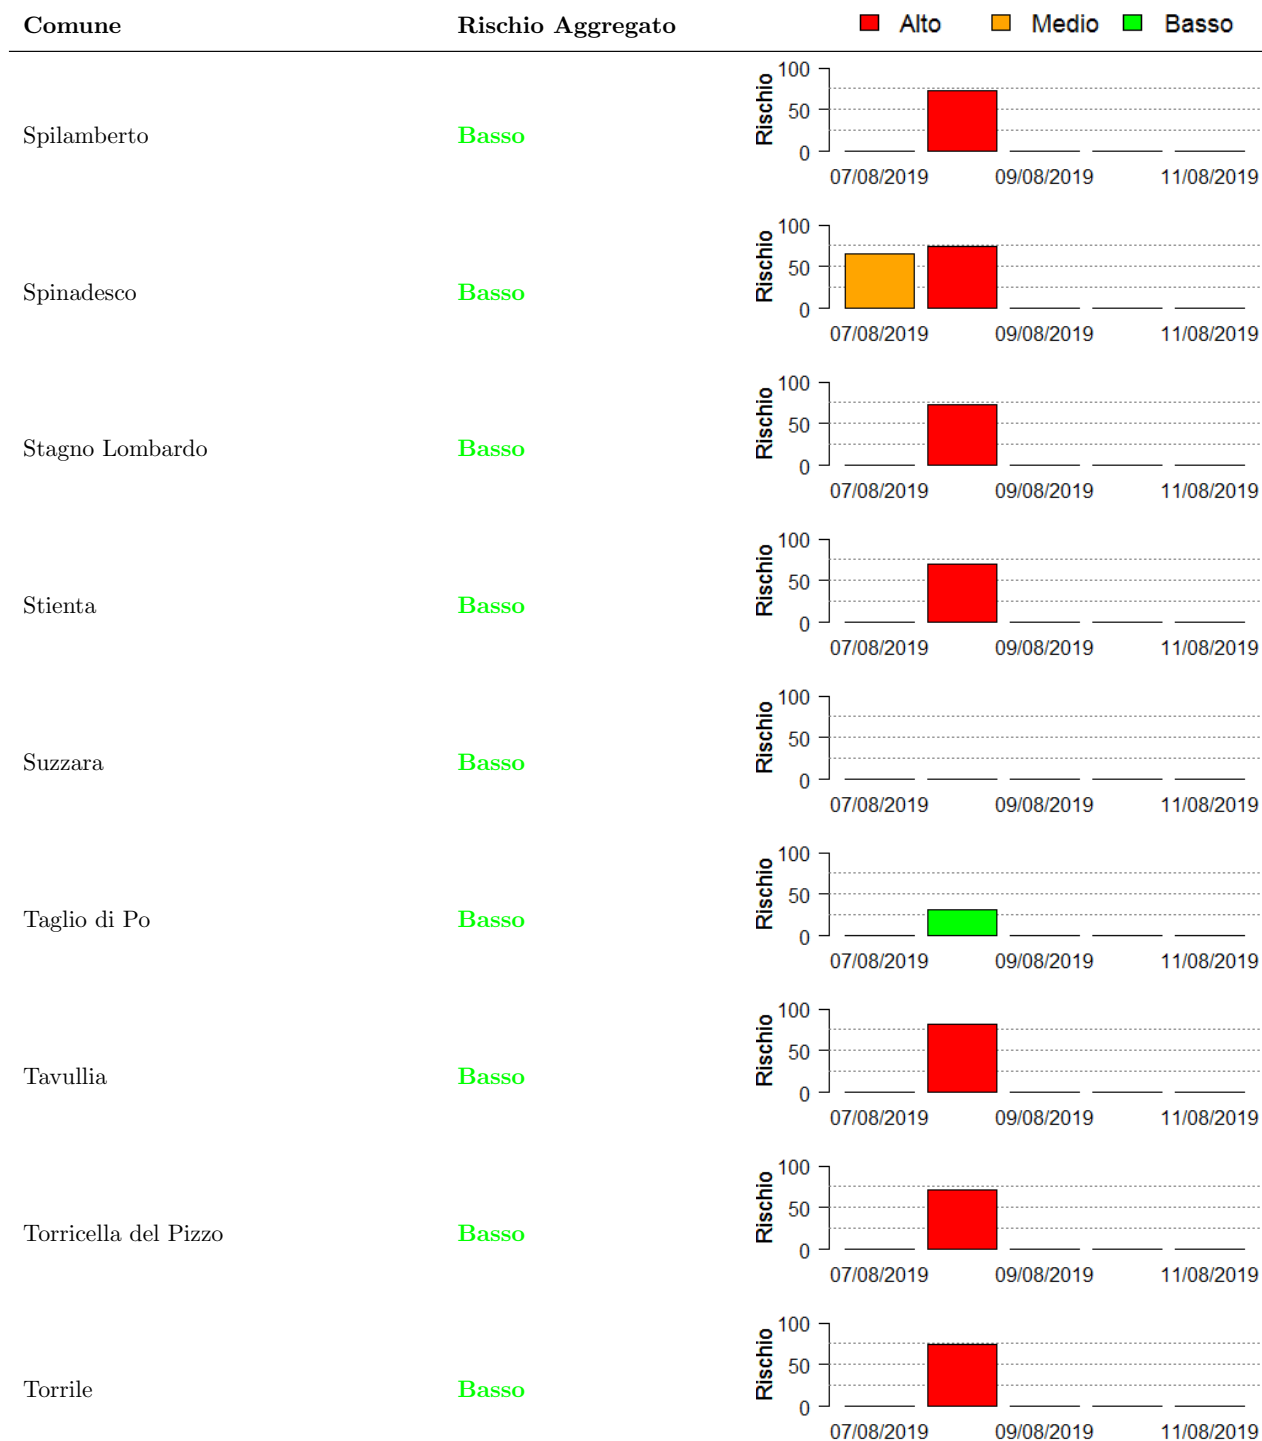 Comune Rischio Aggregato Alto Medio Basso
Spilamberto Basso
Rischio
100
50
0
07/08/2019 09/08/2019 11/08/2019
Spinadesco Basso
Rischio
100
50
0
07/08/2019 09/08/2019 11/08/2019
Stagno Lombardo Basso
Rischio
100
50
0
07/08/2019 09/08/2019 11/08/2019
Stienta Basso
Rischio
100
50
0
07/08/2019 09/08/2019 11/08/2019
Suzzara Basso
Rischio
100
50
0
07/08/2019 09/08/2019 11/08/2019
Taglio di Po Basso
Rischio
100
50
0
07/08/2019 09/08/2019 11/08/2019
Tavullia Basso
Rischio
100
50
0
07/08/2019 09/08/2019 11/08/2019
Torricella del Pizzo Basso
Rischio
100
50
0
07/08/2019 09/08/2019 11/08/2019
Torrile Basso
Rischio
100
50
0
07/08/2019 09/08/2019 11/08/2019